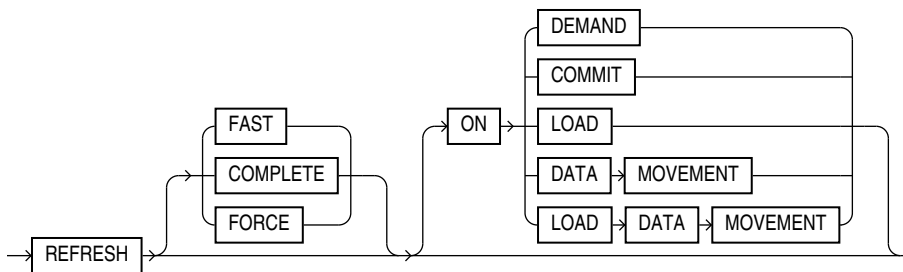 DEMAND
COMMIT
FAST
ON
LOAD
COMPLETE
DATA MOVEMENT
FORCE
LOAD DATA MOVEMENT
REFRESH